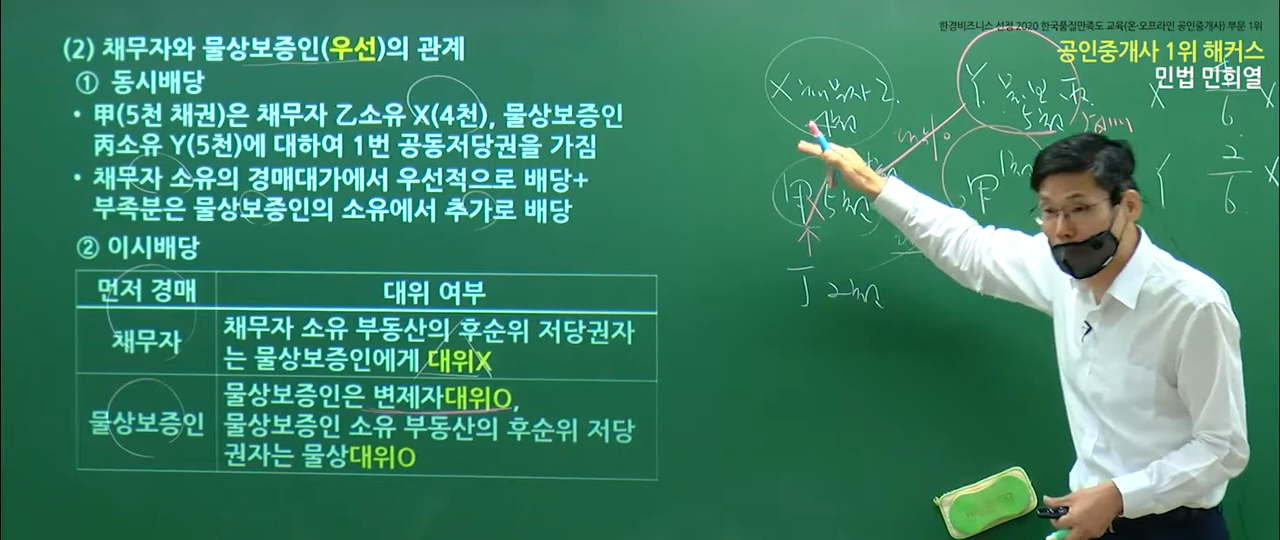 한경비즈니스 선정 2020 한국품질만족도 교육(온·오프라인 공인중개사) 부문 1위
공인중개사 1위 해커스
민법 민희열
(2) 채무자와 물상보증인(우선)의 관계
① 동시배당
• 甲(5천 채권)은 채무자 乙소유 X(4천), 물상보증인
丙소유 Y(5천)에 대하여 1번 공동저당권을 가짐
• 채무자 소유의 경매대가에서 우선적으로 배당+
부족분은 물상보증인의 소유에서 추가로 배당
② 이시배당
먼저 경매 대위 여부
채무자 채무자 소유 부동산의 후순위 저당권자
는 물상보증인에게 대위X
물상보증인 물상보증인은 변제자대위O,
물상보증인 소유 부동산의 후순위 저당
권자는 물상대위O
X 채무자 乙
Y 물보 丙
5천
甲 5천
甲
丁 2천
X
6
Y 2 X
6